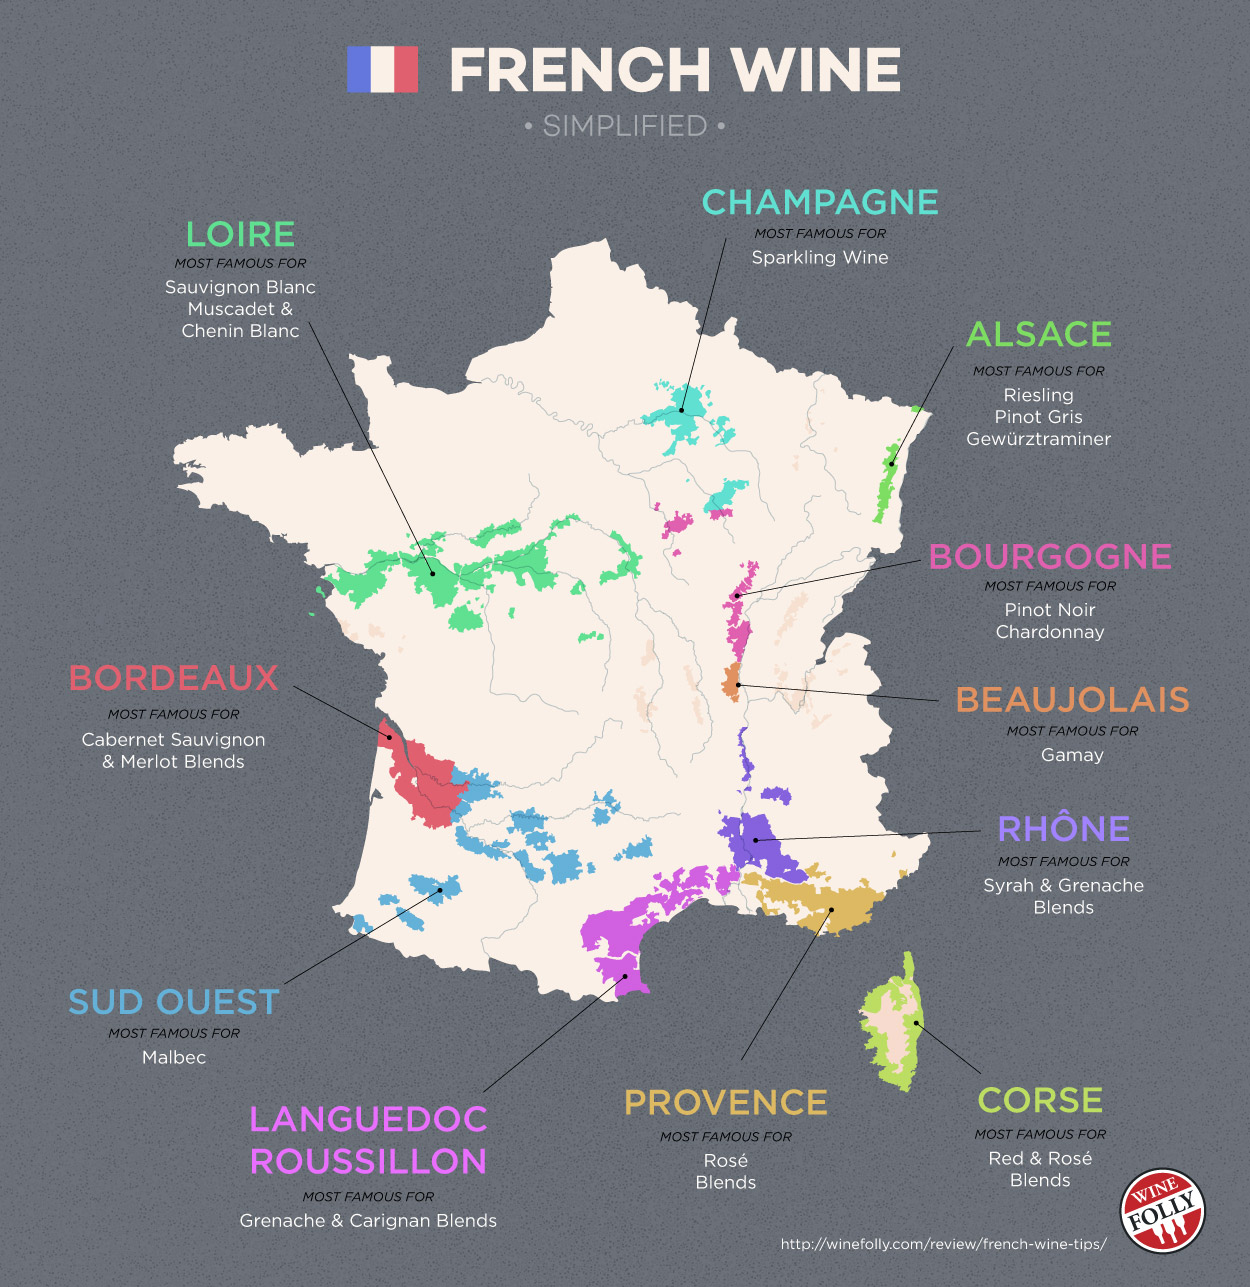 FRENCH WINE
• SIMPLIFIED •
CHAMPAGNE
MOST FAMOUS FOR
Sparkling Wine
LOIRE
MOST FAMOUS FOR
Sauvignon Blanc
Muscadet &
Chenin Blanc
ALSACE
MOST FAMOUS FOR
Riesling
Pinot Gris
Gewürztraminer
BOURGOGNE
MOST FAMOUS FOR
Pinot Noir
Chardonnay
BORDEAUX
MOST FAMOUS FOR
Cabernet Sauvignon
& Merlot Blends
BEAUJOLAIS
MOST FAMOUS FOR
Gamay
RHÔNE
MOST FAMOUS FOR
Syrah & Grenache
Blends
SUD OUEST
MOST FAMOUS FOR
Malbec
LANGUEDOC
ROUSSILLON
MOST FAMOUS FOR
Grenache & Carignan Blends
PROVENCE
MOST FAMOUS FOR
Rosé
Blends
CORSE
MOST FAMOUS FOR
Red & Rosé
Blends
WINE
FOLLY
http://winefolly.com/review/french-wine-tips/